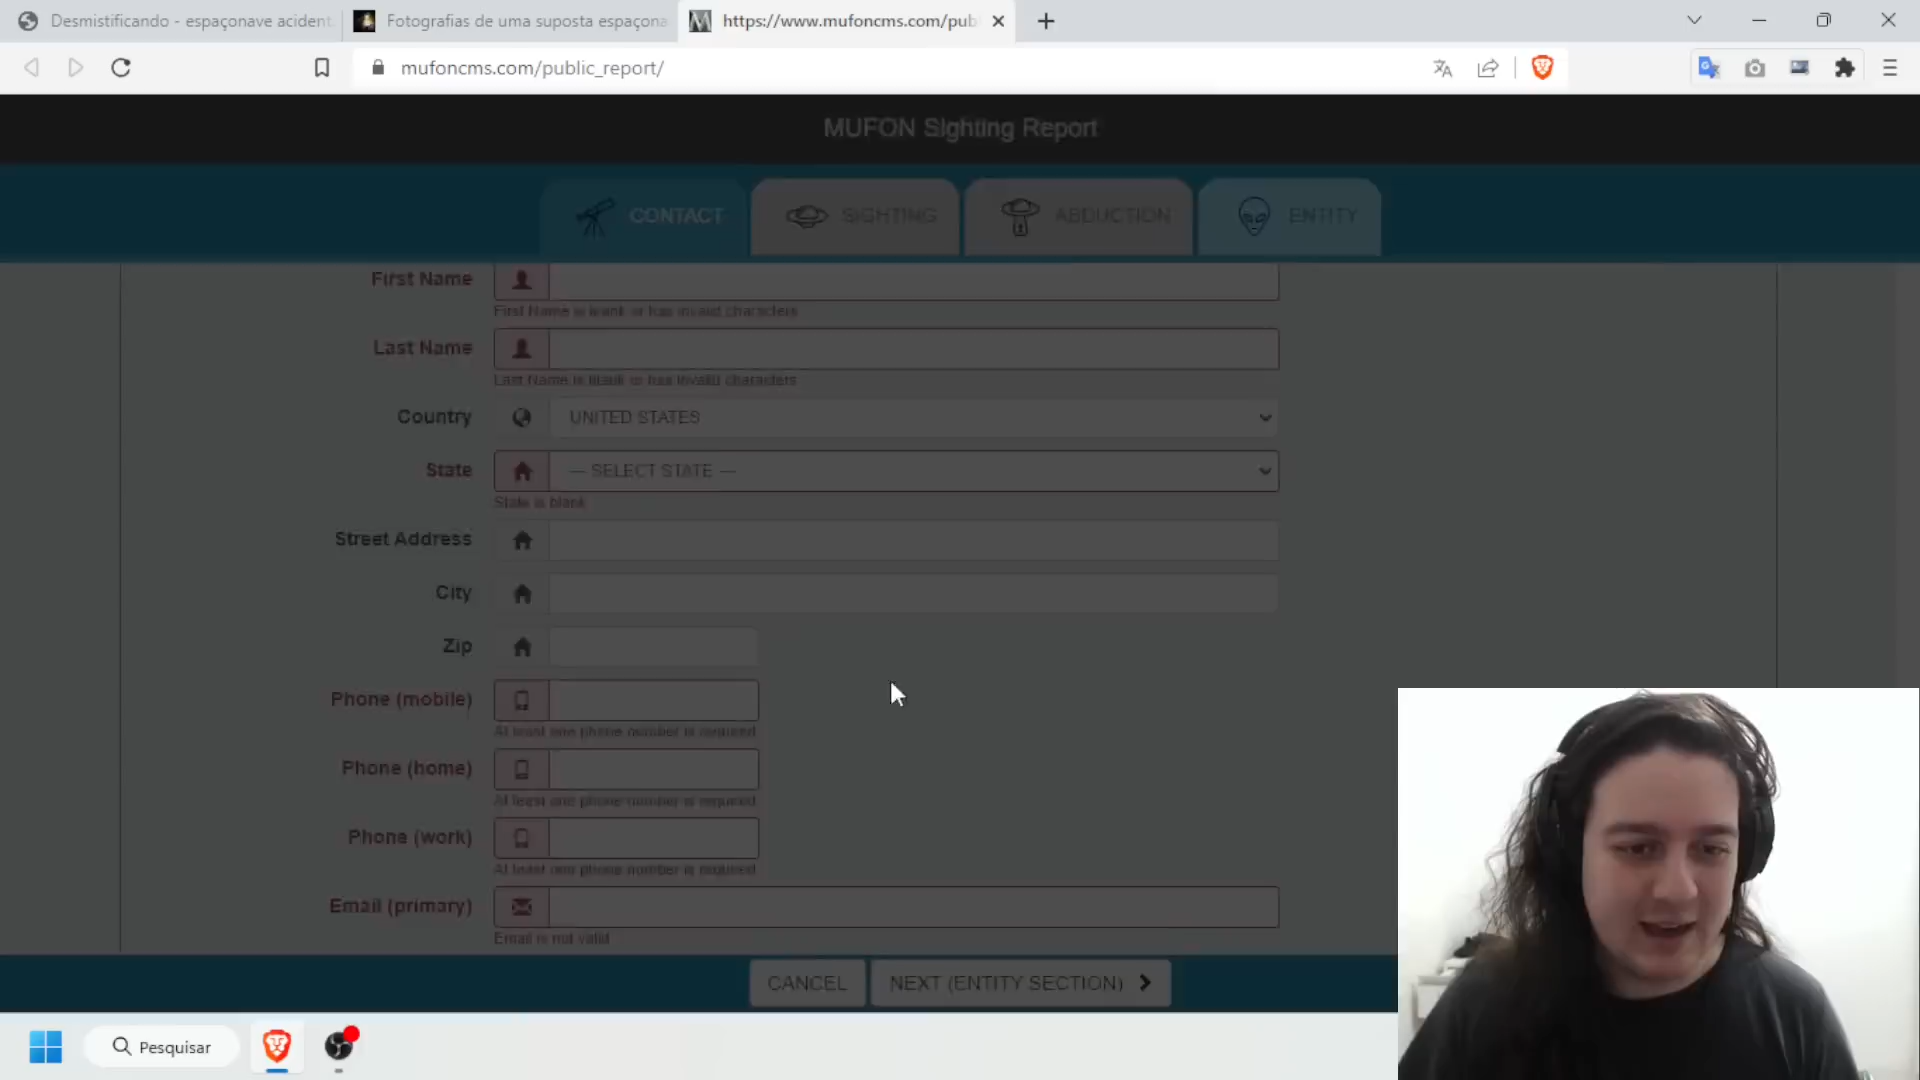 Desmistificando - espaçonave acident
Fotografias de uma suposta espaçona
https://www.mufoncms.com/pub
mufoncms.com/public_report/
MUFON Sighting Report
CONTACT
SIGHTING
ABDUCTION
ENTITY
First Name
First Name is blank or has invalid characters
Last Name
Last Name is blank or has invalid characters
Country
UNITED STATES
State
--- SELECT STATE ---
State is blank
Street Address
City
Zip
Phone (mobile)
At least one phone number is required
Phone (home)
At least one phone number is required
Phone (work)
At least one phone number is required
Email (primary)
Email is not valid
CANCEL
NEXT (ENTITY SECTION)
Pesquisar